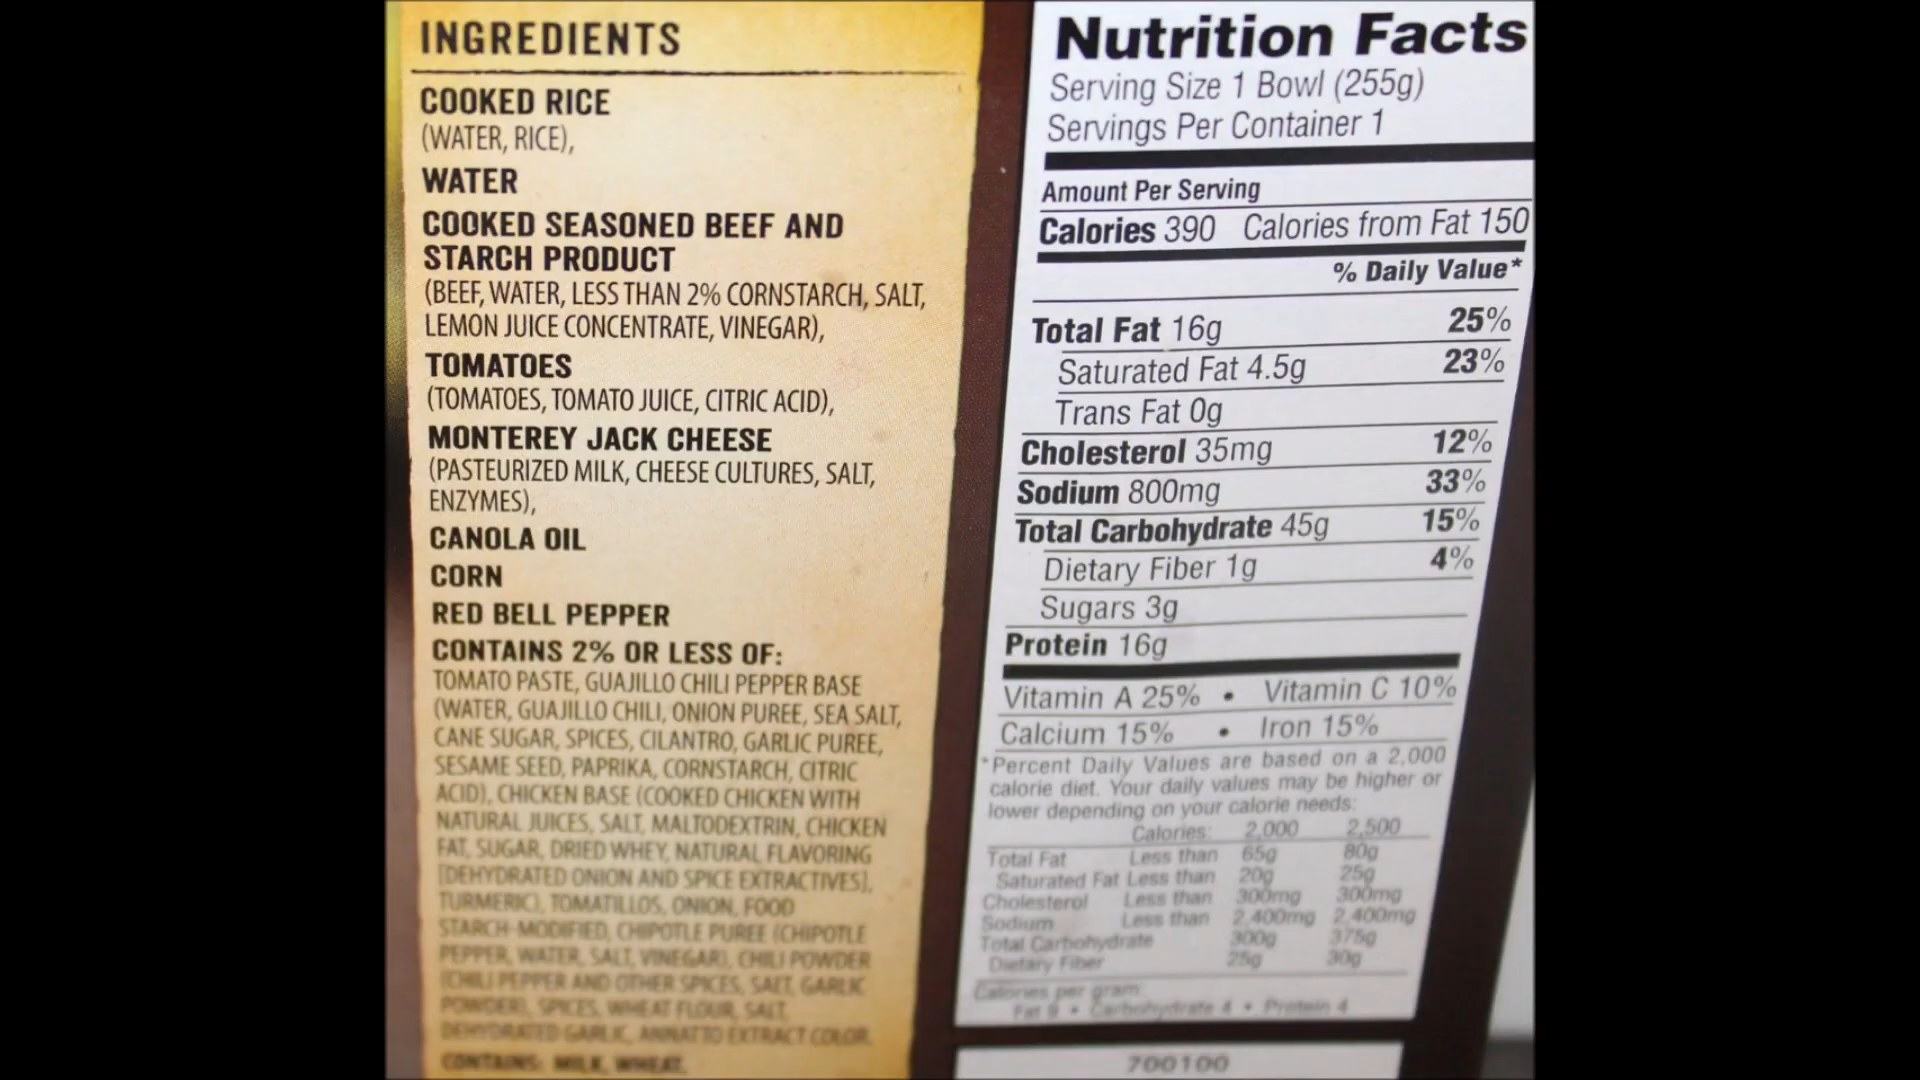 INGREDIENTS
COOKED RICE
(WATER, RICE),
WATER
COOKED SEASONED BEEF AND
STARCH PRODUCT
(BEEF, WATER, LESS THAN 2% CORNSTARCH, SALT,
LEMON JUICE CONCENTRATE, VINEGAR),
TOMATOES
(TOMATOES, TOMATO JUICE, CITRIC ACID),
MONTEREY JACK CHEESE
(PASTEURIZED MILK, CHEESE CULTURES, SALT,
ENZYMES),
CANOLA OIL
CORN
RED BELL PEPPER
CONTAINS 2% OR LESS OF:
TOMATO PASTE, GUAJILLO CHILI PEPPER BASE
(WATER, GUAJILLO CHILI, ONION PUREE, SEA SALT,
CANE SUGAR, SPICES, CILANTRO, GARLIC PUREE,
SESAME SEED, PAPRIKA, CORNSTARCH, CITRIC
ACID), CHICKEN BASE (COOKED CHICKEN WITH
NATURAL JUICES, SALT, MALTODEXTRIN, CHICKEN
FAT, SUGAR, DRIED WHEY, NATURAL FLAVORING
[DEHYDRATED ONION AND SPICE EXTRACTIVES],
TURMERIC), TOMATILLOS, ONION, FOOD
STARCH-MODIFIED, CHIPOTLE PUREE (CHIPOTLE
PEPPER, WATER, SALT, VINEGAR), CHILI POWDER
(CHILI PEPPER AND OTHER SPICES, SALT, GARLIC
POWDER), SPICES, WHEAT FLOUR, SALT,
DEHYDRATED GARLIC, ANNATTO EXTRACT COLOR.
CONTAINS: MILK, WHEAT.
Nutrition Facts
Serving Size 1 Bowl (255g)
Servings Per Container 1
Amount Per Serving
Calories 390 Calories from Fat 150
% Daily Value*
Total Fat 16g 25%
Saturated Fat 4.5g 23%
Trans Fat 0g
Cholesterol 35mg 12%
Sodium 800mg 33%
Total Carbohydrate 45g 15%
Dietary Fiber 1g 4%
Sugars 3g
Protein 16g
Vitamin A 25% • Vitamin C 10%
Calcium 15% • Iron 15%
*Percent Daily Values are based on a 2,000
calorie diet. Your daily values may be higher or
lower depending on your calorie needs:
Calories: 2,000 2,500
Total Fat Less than 65g 80g
Saturated Fat Less than 20g 25g
Cholesterol Less than 300mg 300mg
Sodium Less than 2,400mg 2,400mg
Total Carbohydrate 300g 375g
Dietary Fiber 25g 30g
Calories per gram:
Fat 9 • Carbohydrate 4 • Protein 4
700100